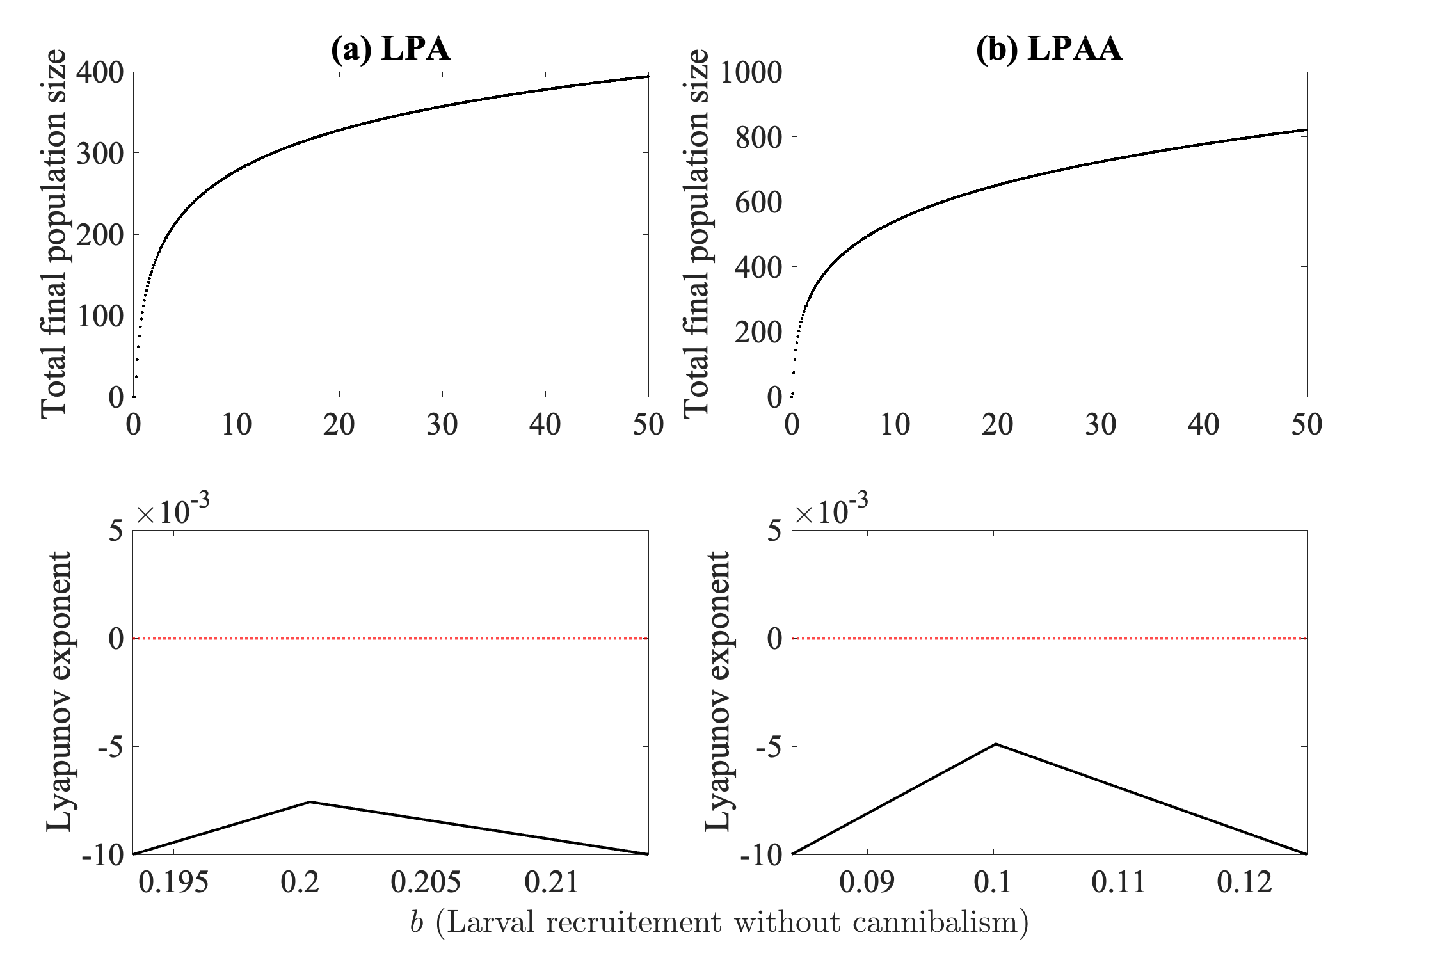 (a) LPA
Total final population size
400
300
200
100
0
0 10 20 30 40 50
(b) LPAA
Total final population size
1000
800
600
400
200
0
0 10 20 30 40 50
×10-3
Lyapunov exponent
5
0
-5
-10
0.195 0.2 0.205 0.21
×10-3
Lyapunov exponent
5
0
-5
-10
0.09 0.1 0.11 0.12
b (Larval recruitement without cannibalism)